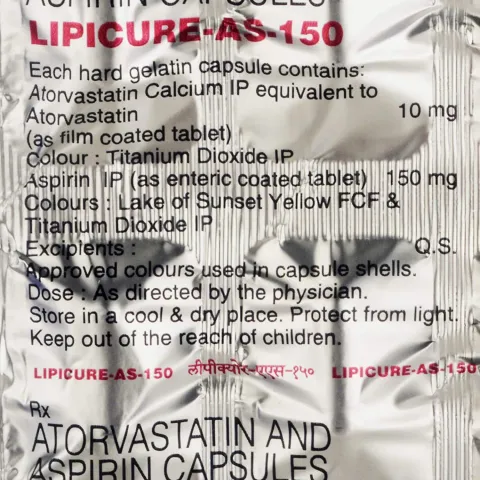 ASPIRIN CAPSULES
LIPICURE-AS-150
Each hard gelatin capsule contains:
Atorvastatin Calcium IP equivalent to
Atorvastatin 10 mg
(as film coated tablet)
Colour : Titanium Dioxide IP
Aspirin IP (as enteric coated tablet) 150 mg
Colours : Lake of Sunset Yellow FCF &
Titanium Dioxide IP
Excipients : Q.S.
Approved colours used in capsule shells.
Dose : As directed by the physician.
Store in a cool & dry place. Protect from light.
Keep out of the reach of children.
LIPICURE-AS-150 लीपीक्योर-एएस-१५० LIPICURE-AS-150
Rx
ATORVASTATIN AND
ASPIRIN CAPSULES